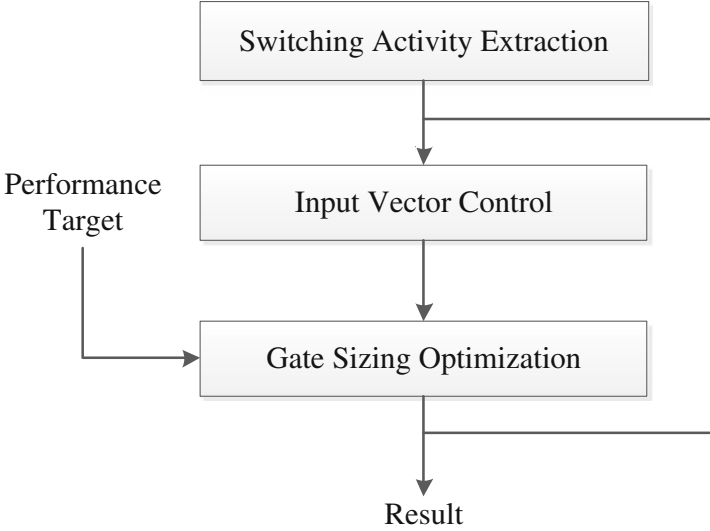 Switching Activity Extraction
Performance
Target
Input Vector Control
Gate Sizing Optimization
Result